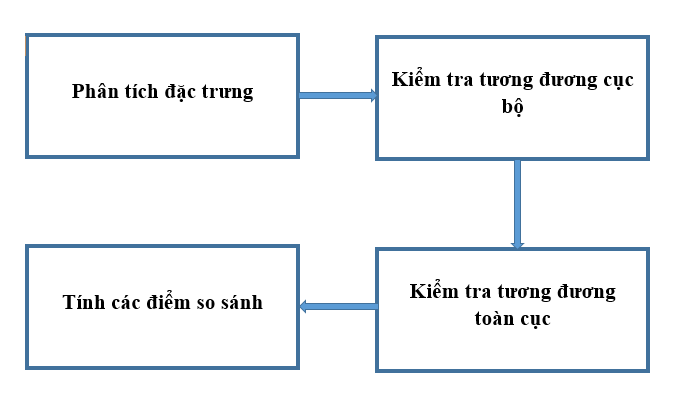 Phân tích đặc trưng
Kiểm tra tương đương cục
bộ
Tính các điểm so sánh
Kiểm tra tương đương
toàn cục